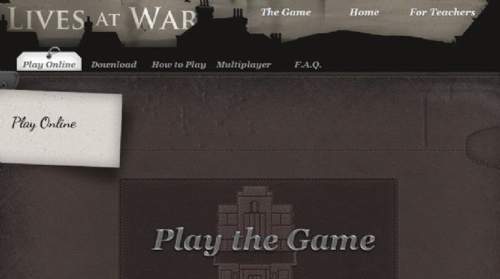 LIVES AT WAR
The Game Home For Teachers
Play Online Download How to Play Multiplayer F.A.Q.
Play Online
Play the Game